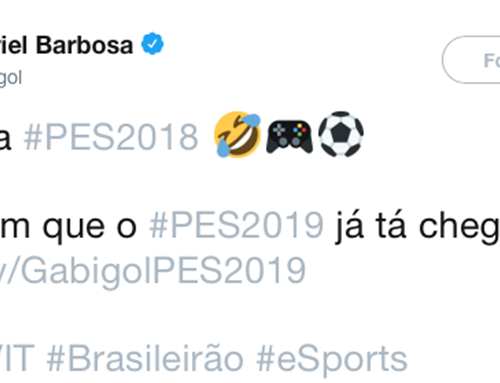 riel Barbosa
gol
Fo
a #PES2018 🤣🎮⚽
m que o #PES2019 já tá cheg
/GabigolPES2019
/IT #Brasileirão #eSports